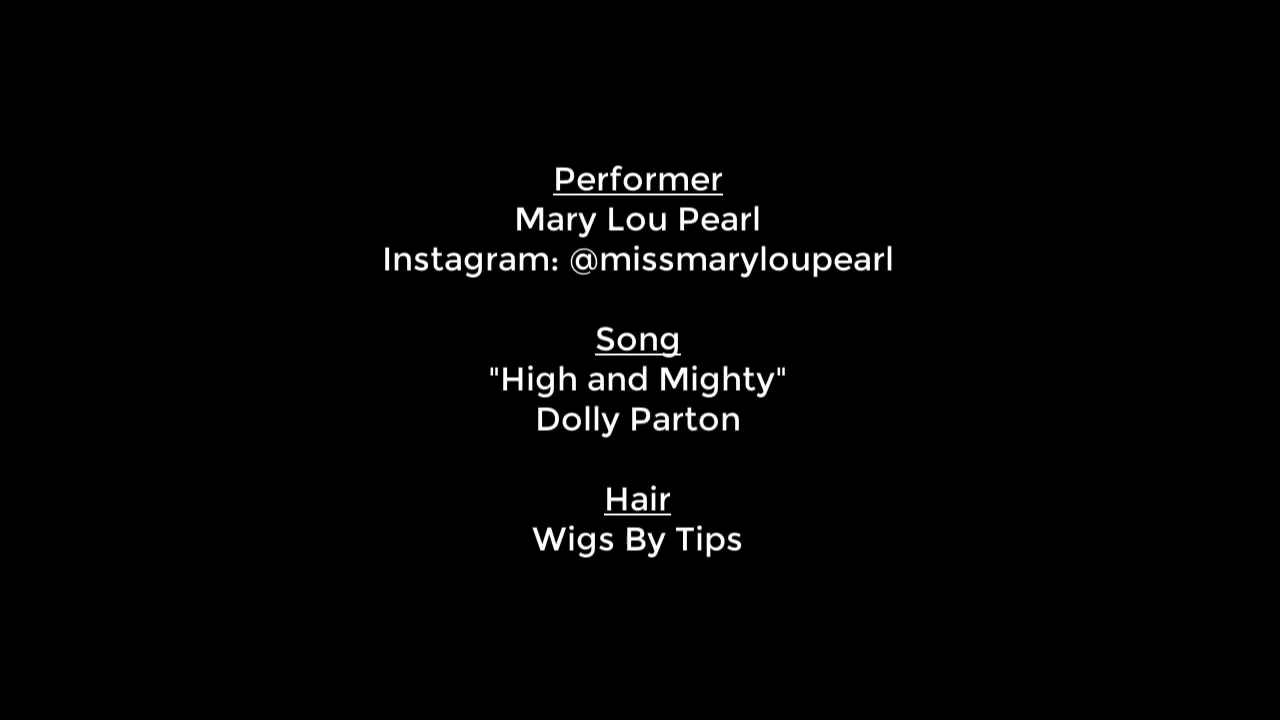 Performer
Mary Lou Pearl
Instagram: @missmaryloupearl
Song
"High and Mighty"
Dolly Parton
Hair
Wigs By Tips